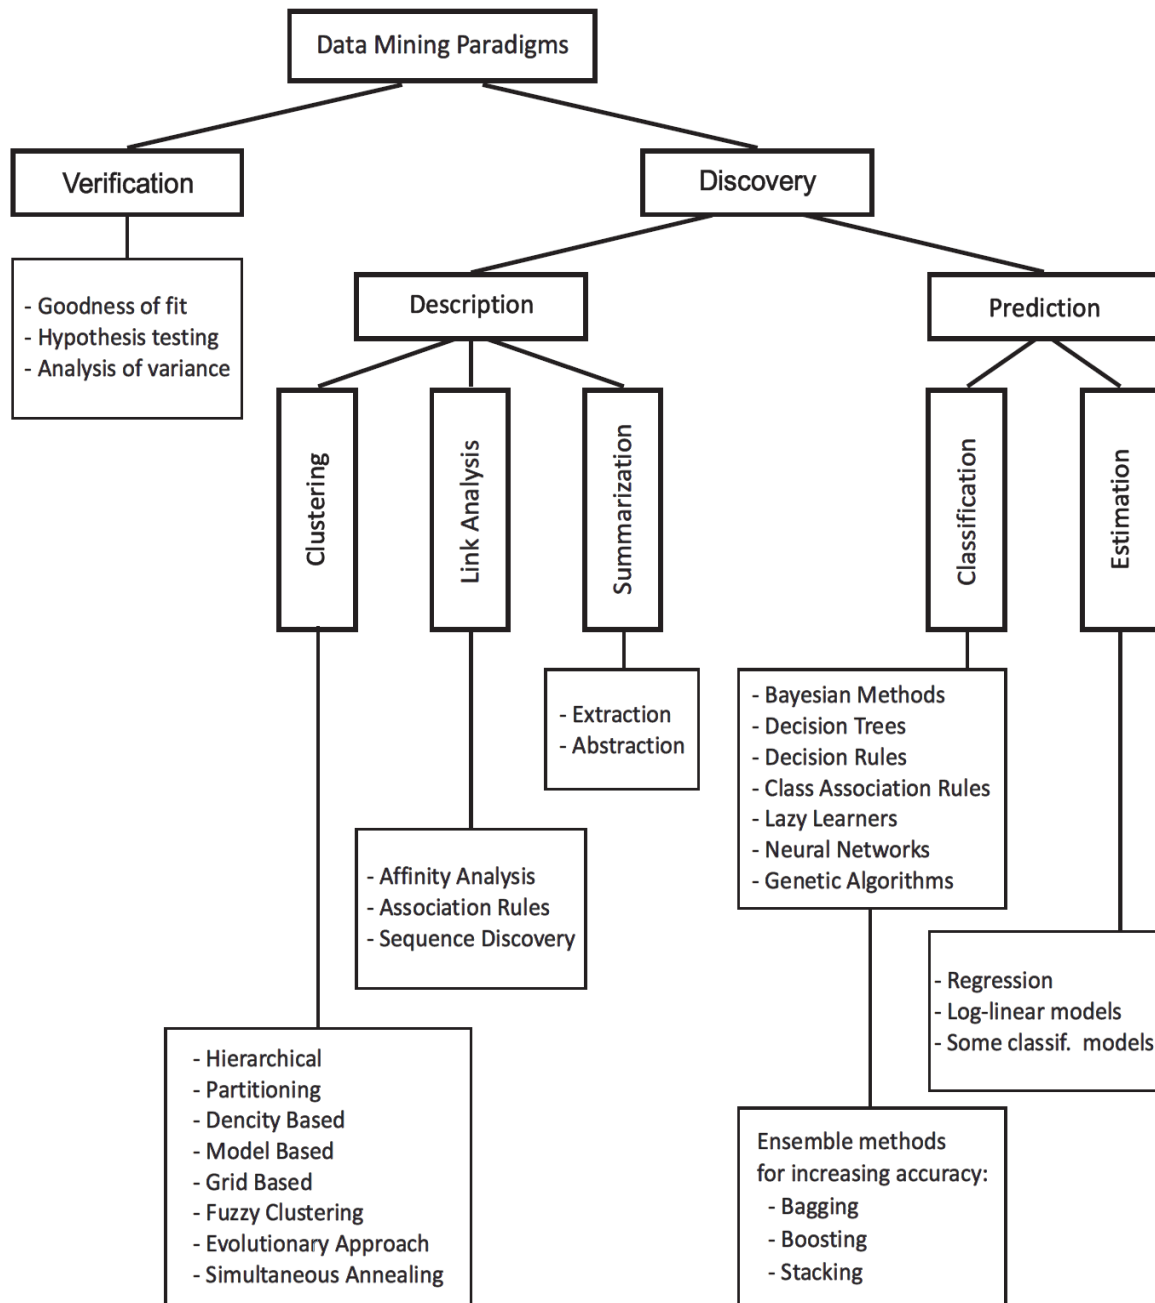 Data Mining Paradigms
Verification
Discovery
- Goodness of fit
- Hypothesis testing
- Analysis of variance
Description
Prediction
Clustering
Link Analysis
Summarization
Classification
Estimation
- Extraction
- Abstraction
- Bayesian Methods
- Decision Trees
- Decision Rules
- Class Association Rules
- Lazy Learners
- Neural Networks
- Genetic Algorithms
- Affinity Analysis
- Association Rules
- Sequence Discovery
- Regression
- Log-linear models
- Some classif. models
- Hierarchical
- Partitioning
- Dencity Based
- Model Based
- Grid Based
- Fuzzy Clustering
- Evolutionary Approach
- Simultaneous Annealing
Ensemble methods
for increasing accuracy:
- Bagging
- Boosting
- Stacking